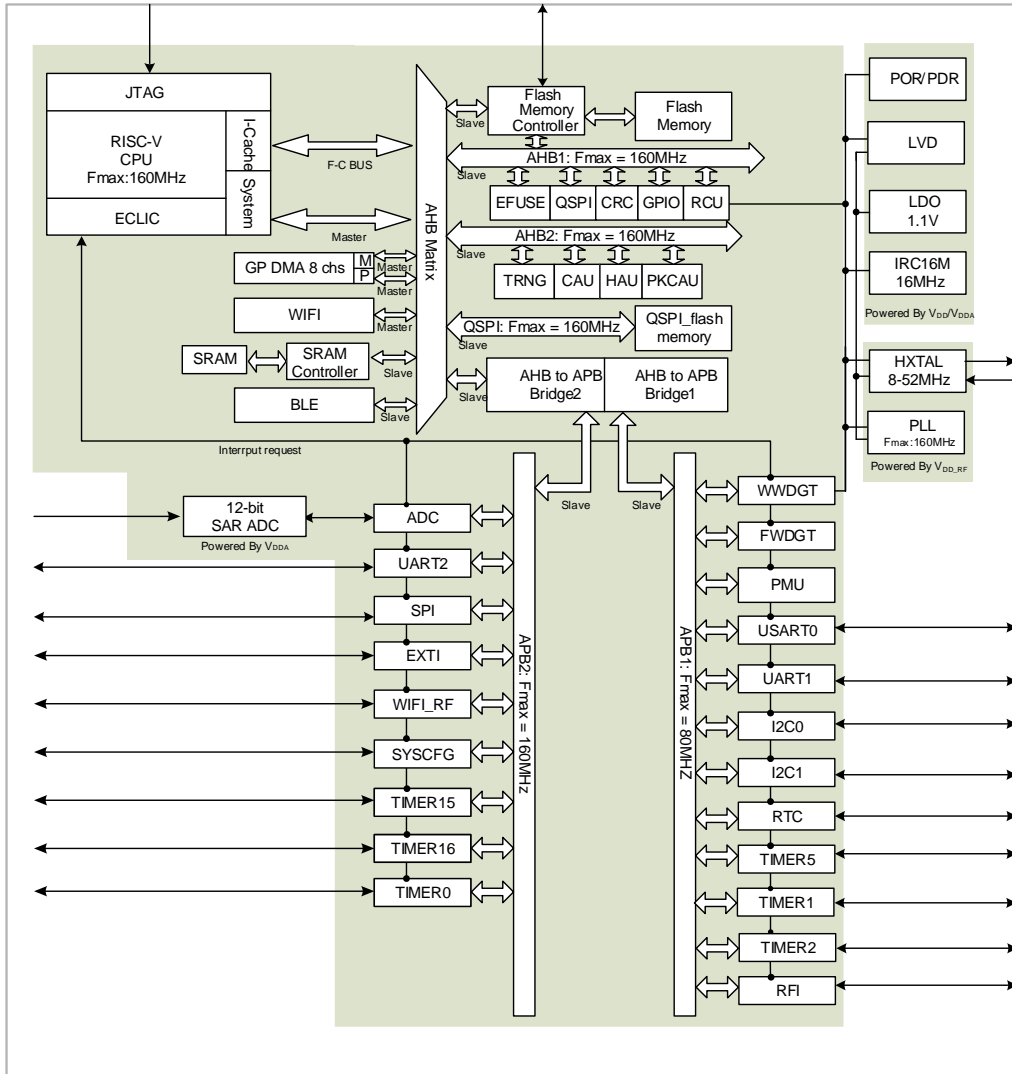 JTAG
RISC-V
CPU
Fmax:160MHz
I-Cache
System
ECLIC
F-C BUS
Master
GP DMA 8 chs
M
P
Master
Master
WIFI
Master
SRAM
SRAM
Controller
Slave
BLE
Slave
AHB Matrix
Slave
Flash
Memory
Controller
Flash
Memory
AHB1: Fmax = 160MHz
Slave
EFUSE
QSPI
CRC
GPIO
RCU
AHB2: Fmax = 160MHz
Slave
TRNG
CAU
HAU
PKCAU
QSPI: Fmax = 160MHz
Slave
QSPI_flash
memory
AHB to APB
Bridge2
AHB to APB
Bridge1
Slave
POR/PDR
LVD
LDO
1.1V
IRC16M
16MHz
Powered By VDD/VDDA
HXTAL
8-52MHz
PLL
Fmax:160MHz
Powered By VDD_RF
Interrput request
Slave
Slave
12-bit
SAR ADC
Powered By VDDA
ADC
UART2
SPI
EXTI
WIFI_RF
SYSCFG
TIMER15
TIMER16
TIMER0
APB2: Fmax = 160MHz
APB1: Fmax = 80MHZ
WWDGT
FWDGT
PMU
USART0
UART1
I2C0
I2C1
RTC
TIMER5
TIMER1
TIMER2
RFI